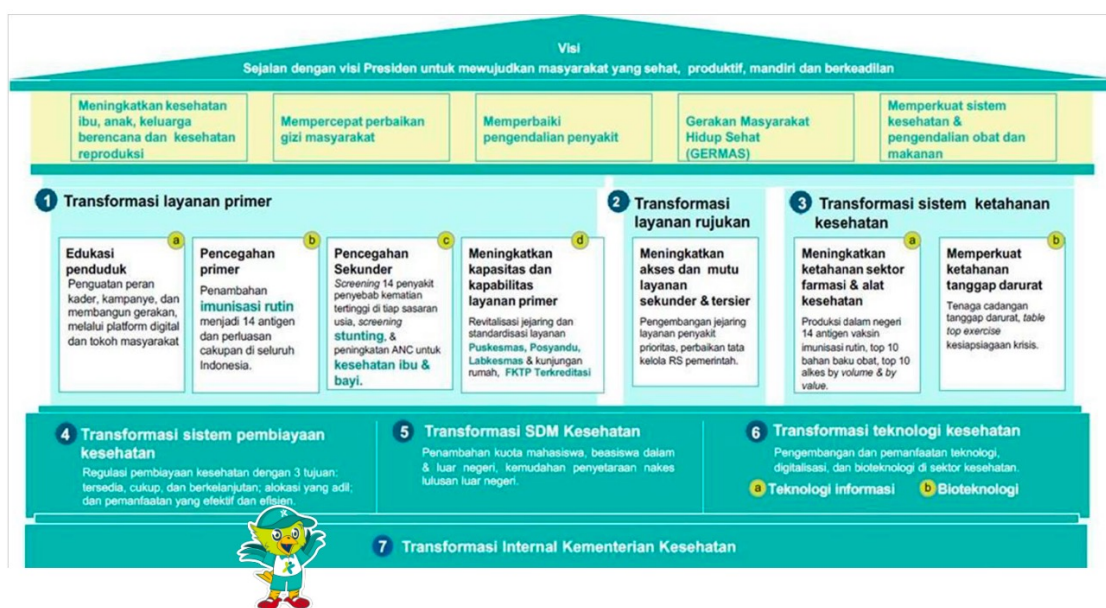 Visi
Sejalan dengan visi Presiden untuk mewujudkan masyarakat yang sehat, produktif, mandiri dan berkeadilan
Meningkatkan kesehatan
ibu, anak, keluarga
berencana dan kesehatan
reproduksi
Mempercepat perbaikan
gizi masyarakat
Memperbaiki
pengendalian penyakit
Gerakan Masyarakat
Hidup Sehat
(GERMAS)
Memperkuat sistem
kesehatan &
pengendalian obat dan
makanan
1 Transformasi layanan primer
a
Edukasi
penduduk
Penguatan peran
kader, kampanye, dan
membangun gerakan,
melalui platform digital
dan tokoh masyarakat
b
Pencegahan
primer
Penambahan
imunisasi rutin
menjadi 14 antigen
dan perluasan
cakupan di seluruh
Indonesia.
c
Pencegahan
Sekunder
Screening 14 penyakit
penyebab kematian
tertinggi di tiap sasaran
usia, screening
stunting, &
peningkatan ANC untuk
kesehatan ibu &
bayi.
d
Meningkatkan
kapasitas dan
kapabilitas
layanan primer
Revitalisasi jejaring dan
standardisasi layanan
Puskesmas, Posyandu,
Labkesmas & kunjungan
rumah, FKTP Terkreditasi
2 Transformasi
layanan rujukan
Meningkatkan
akses dan mutu
layanan
sekunder & tersier
Pengembangan jejaring
layanan penyakit
prioritas, perbaikan tata
kelola RS pemerintah.
3 Transformasi sistem ketahanan
kesehatan
a
Meningkatkan
ketahanan sektor
farmasi & alat
kesehatan
Produksi dalam negeri
14 antigen vaksin
imunisasi rutin, top 10
bahan baku obat, top 10
alkes by volume & by
value.
b
Memperkuat
ketahanan
tanggap darurat
Tenaga cadangan
tanggap darurat, table
top exercise
kesiapsiagaan krisis.
4 Transformasi sistem pembiayaan
kesehatan
Regulasi pembiayaan kesehatan dengan 3 tujuan:
tersedia, cukup, dan berkelanjutan; alokasi yang adil;
dan pemanfaatan yang efektif dan efisien.
5 Transformasi SDM Kesehatan
Penambahan kuota mahasiswa, beasiswa dalam
& luar negeri, kemudahan penyetaraan nakes
lulusan luar negeri.
6 Transformasi teknologi kesehatan
Pengembangan dan pemanfaatan teknologi,
digitalisasi, dan bioteknologi di sektor kesehatan.
a Teknologi informasi
b Bioteknologi
7 Transformasi Internal Kementerian Kesehatan